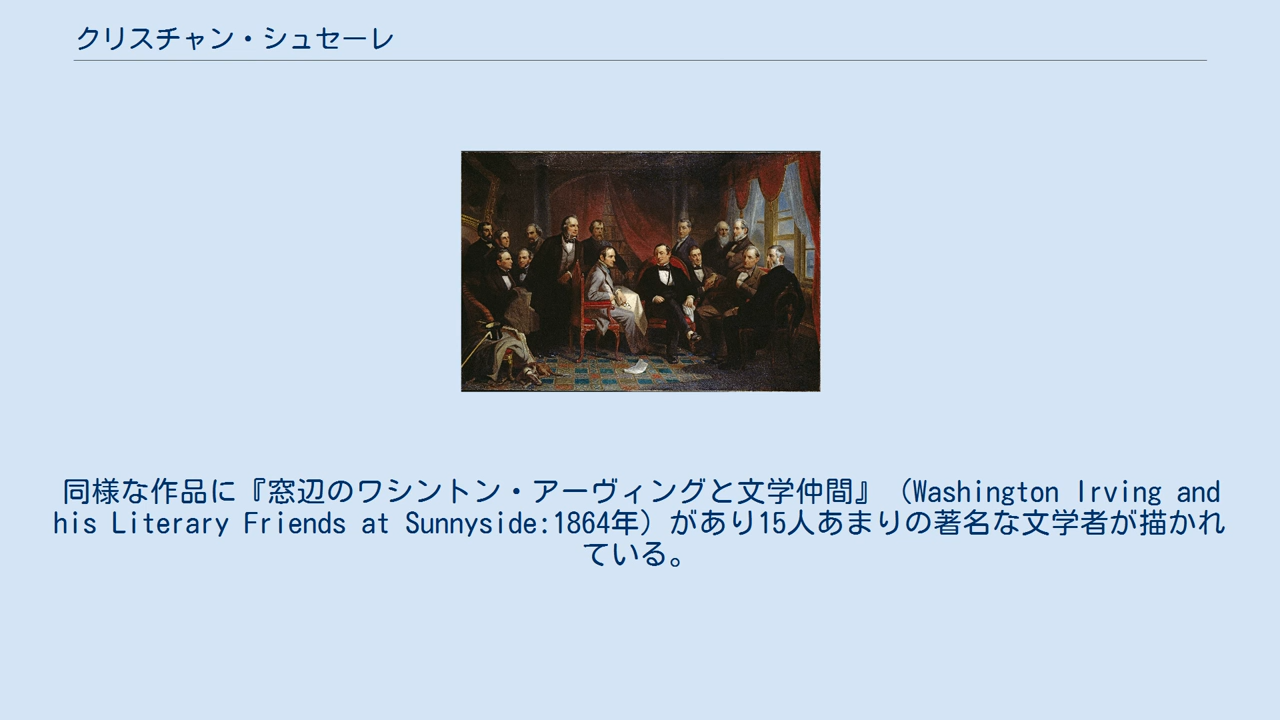 クリスチャン・シュセーレ
同様な作品に『窓辺のワシントン・アーヴィングと文学仲間』（Washington Irving and
his Literary Friends at Sunnyside:1864年）があり15人あまりの著名な文学者が描かれ
ている。